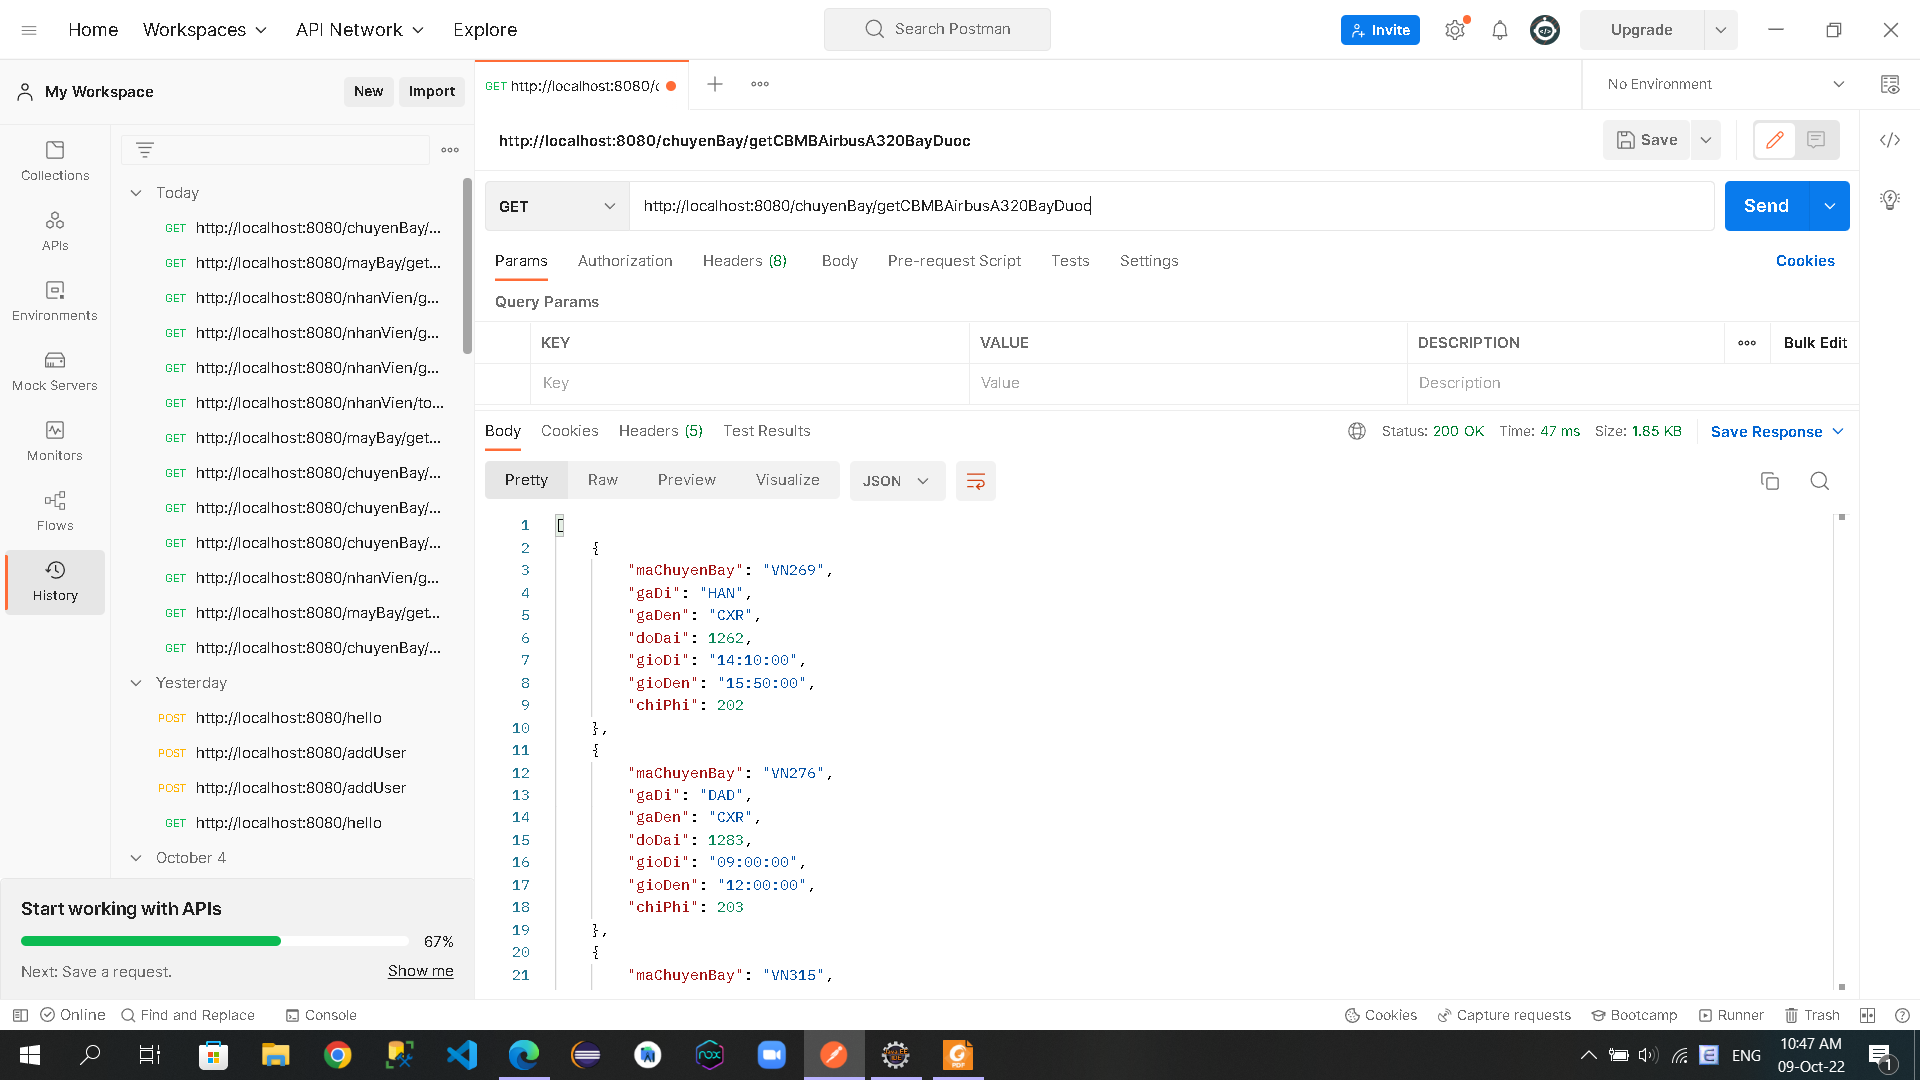 Home Workspaces API Network Explore Search Postman Invite Upgrade
My Workspace New Import
GET http://localhost:8080/c No Environment
http://localhost:8080/chuyenBay/getCBMBAirbusA320BayDuoc Save
GET http://localhost:8080/chuyenBay/getCBMBAirbusA320BayDuoc Send
Params Authorization Headers (8) Body Pre-request Script Tests Settings Cookies
Query Params
KEY VALUE DESCRIPTION Bulk Edit
Key Value Description
Body Cookies Headers (5) Test Results Status: 200 OK Time: 47 ms Size: 1.85 KB Save Response
Pretty Raw Preview Visualize JSON
1 [
2 {
3 "maChuyenBay": "VN269",
4 "gaDi": "HAN",
5 "gaDen": "CXR",
6 "doDai": 1262,
7 "gioDi": "14:10:00",
8 "gioDen": "15:50:00",
9 "chiPhi": 202
10 },
11 {
12 "maChuyenBay": "VN276",
13 "gaDi": "DAD",
14 "gaDen": "CXR",
15 "doDai": 1283,
16 "gioDi": "09:00:00",
17 "gioDen": "12:00:00",
18 "chiPhi": 203
19 },
20 {
21 "maChuyenBay": "VN315",
Collections
APIs
Environments
Mock Servers
Monitors
Flows
History
Today
GET http://localhost:8080/chuyenBay/...
GET http://localhost:8080/mayBay/get...
GET http://localhost:8080/nhanVien/g...
GET http://localhost:8080/nhanVien/g...
GET http://localhost:8080/nhanVien/g...
GET http://localhost:8080/nhanVien/to...
GET http://localhost:8080/mayBay/get...
GET http://localhost:8080/chuyenBay/...
GET http://localhost:8080/chuyenBay/...
GET http://localhost:8080/chuyenBay/...
GET http://localhost:8080/nhanVien/g...
GET http://localhost:8080/mayBay/get...
GET http://localhost:8080/chuyenBay/...
Yesterday
POST http://localhost:8080/hello
POST http://localhost:8080/addUser
POST http://localhost:8080/addUser
GET http://localhost:8080/hello
October 4
Start working with APIs
67%
Next: Save a request. Show me
Online Find and Replace Console Cookies Capture requests Bootcamp Runner Trash
nox PDF ENG 10:47 AM
09-Oct-22 1